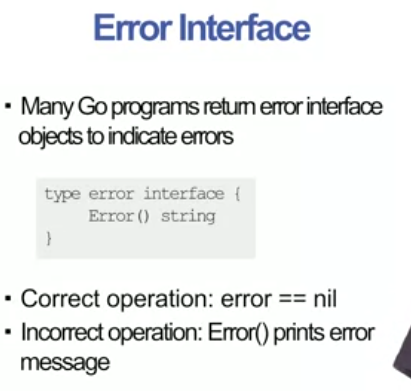 Error Interface
▪ Many Go programs return error interface
objects to indicate errors
type error interface {
Error() string
}
▪ Correct operation: error == nil
▪ Incorrect operation: Error() prints error
message